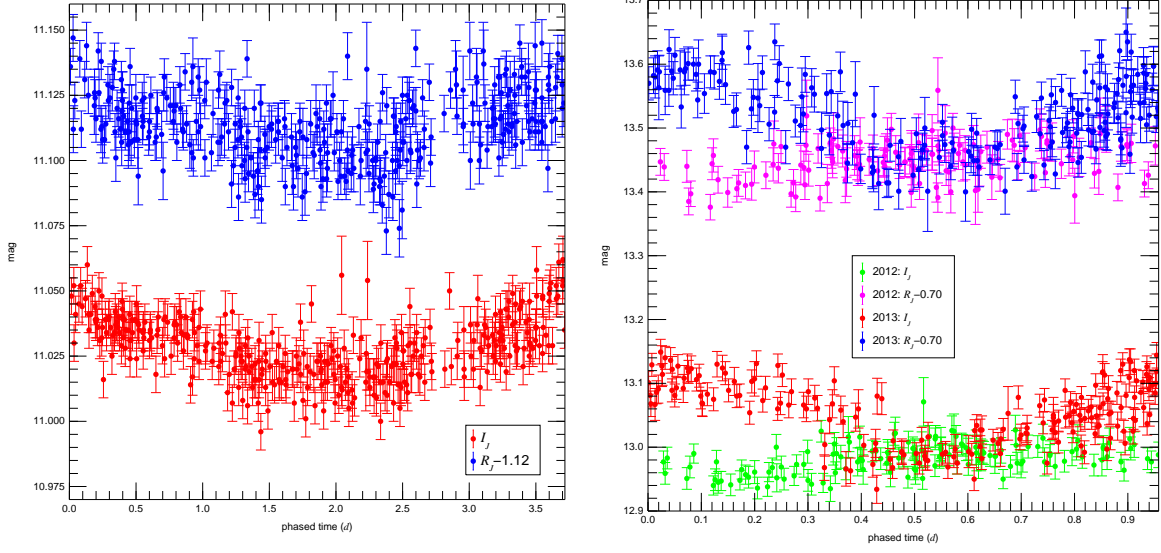 11.150
11.125
11.100
11.075
11.050
11.025
11.000
10.975
mag
0.0 0.5 1.0 1.5 2.0 2.5 3.0 3.5
phased time (d)
I_J
R_J−1.12
13.7
13.6
13.5
13.4
13.3
13.2
13.1
13.0
12.9
mag
0.0 0.1 0.2 0.3 0.4 0.5 0.6 0.7 0.8 0.9
phased time (d)
2012: I_J
2012: R_J−0.70
2013: I_J
2013: R_J−0.70